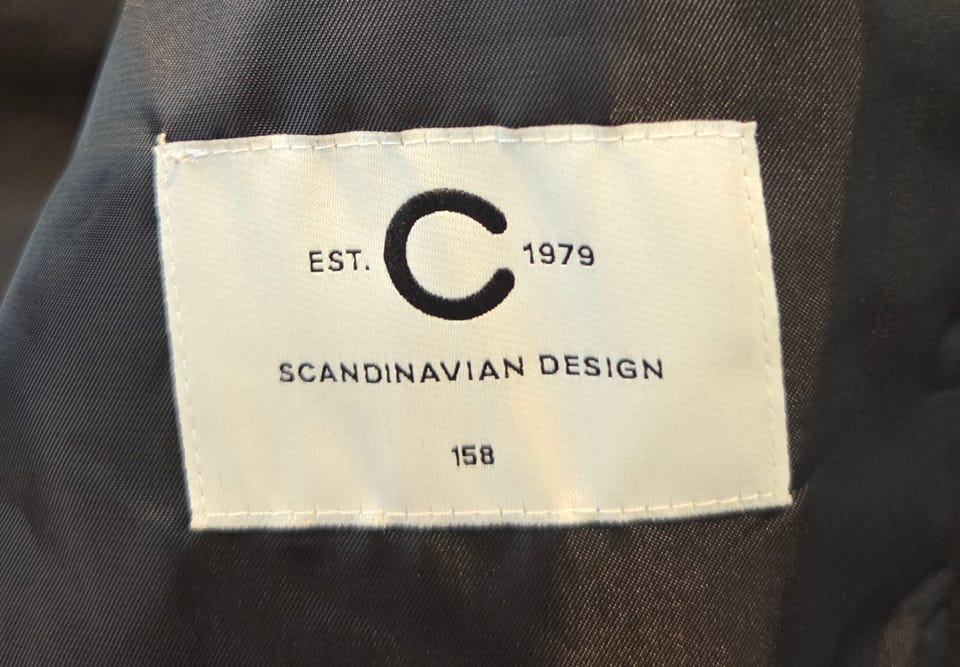 EST. C 1979
SCANDINAVIAN DESIGN
158